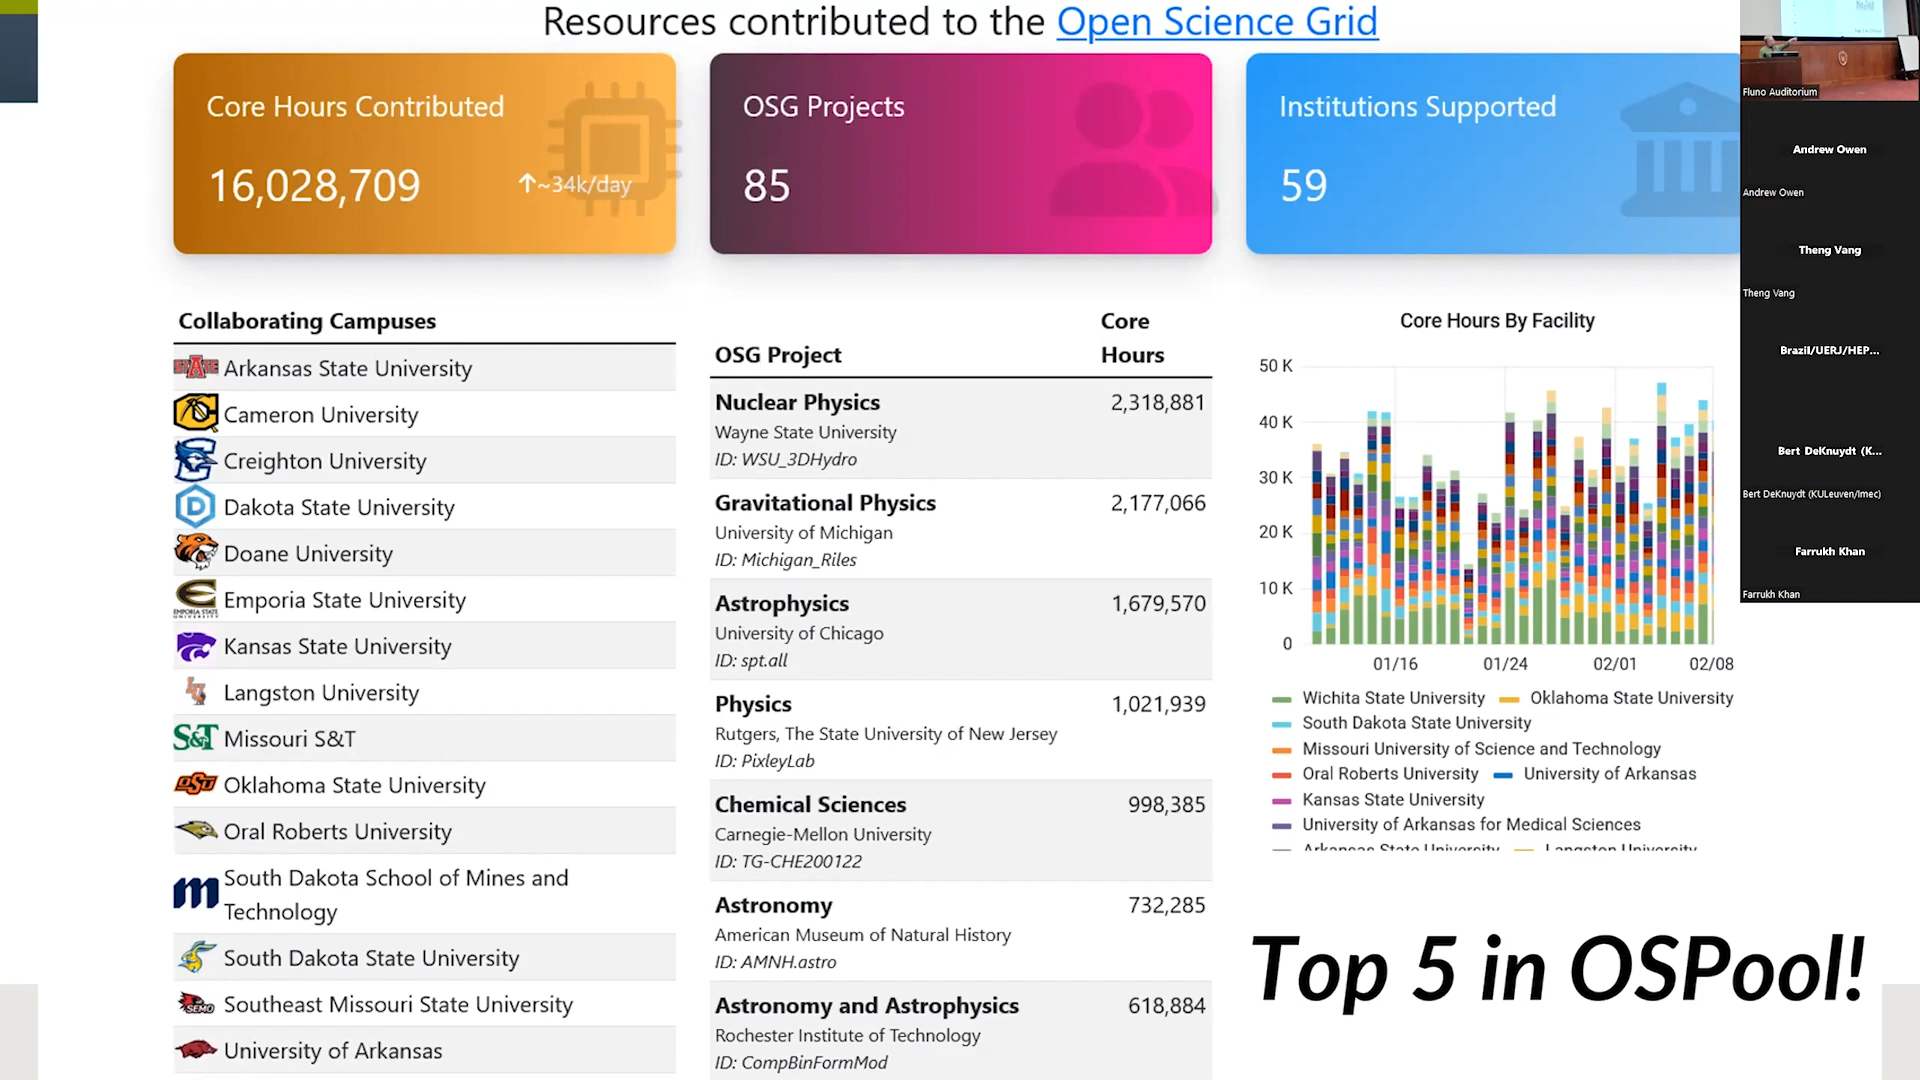 Resources contributed to the Open Science Grid
Core Hours Contributed
16,028,709
↑~34k/day
OSG Projects
85
Institutions Supported
59
Collaborating Campuses
Arkansas State University
Cameron University
Creighton University
Dakota State University
Doane University
Emporia State University
Kansas State University
Langston University
Missouri S&T
Oklahoma State University
Oral Roberts University
South Dakota School of Mines and
Technology
South Dakota State University
Southeast Missouri State University
University of Arkansas
OSG Project
Core
Hours
Nuclear Physics 2,318,881
Wayne State University
ID: WSU_3DHydro
Gravitational Physics 2,177,066
University of Michigan
ID: Michigan_Riles
Astrophysics 1,679,570
University of Chicago
ID: spt.all
Physics 1,021,939
Rutgers, The State University of New Jersey
ID: PixleyLab
Chemical Sciences 998,385
Carnegie-Mellon University
ID: TG-CHE200122
Astronomy 732,285
American Museum of Natural History
ID: AMNH.astro
Astronomy and Astrophysics 618,884
Rochester Institute of Technology
ID: CompBinFormMod
Core Hours By Facility
50 K
40 K
30 K
20 K
10 K
0
01/16 01/24 02/01 02/08
Wichita State University Oklahoma State University
South Dakota State University
Missouri University of Science and Technology
Oral Roberts University University of Arkansas
Kansas State University
University of Arkansas for Medical Sciences
Arkansas State University Langston University
Top 5 in OSPool!
Fluno Auditorium
Andrew Owen
Andrew Owen
Theng Vang
Theng Vang
Brazil/UERJ/HEP...
Bert DeKnuydt (K...
Bert DeKnuydt (KULeuven/Imec)
Farrukh Khan
Farrukh Khan